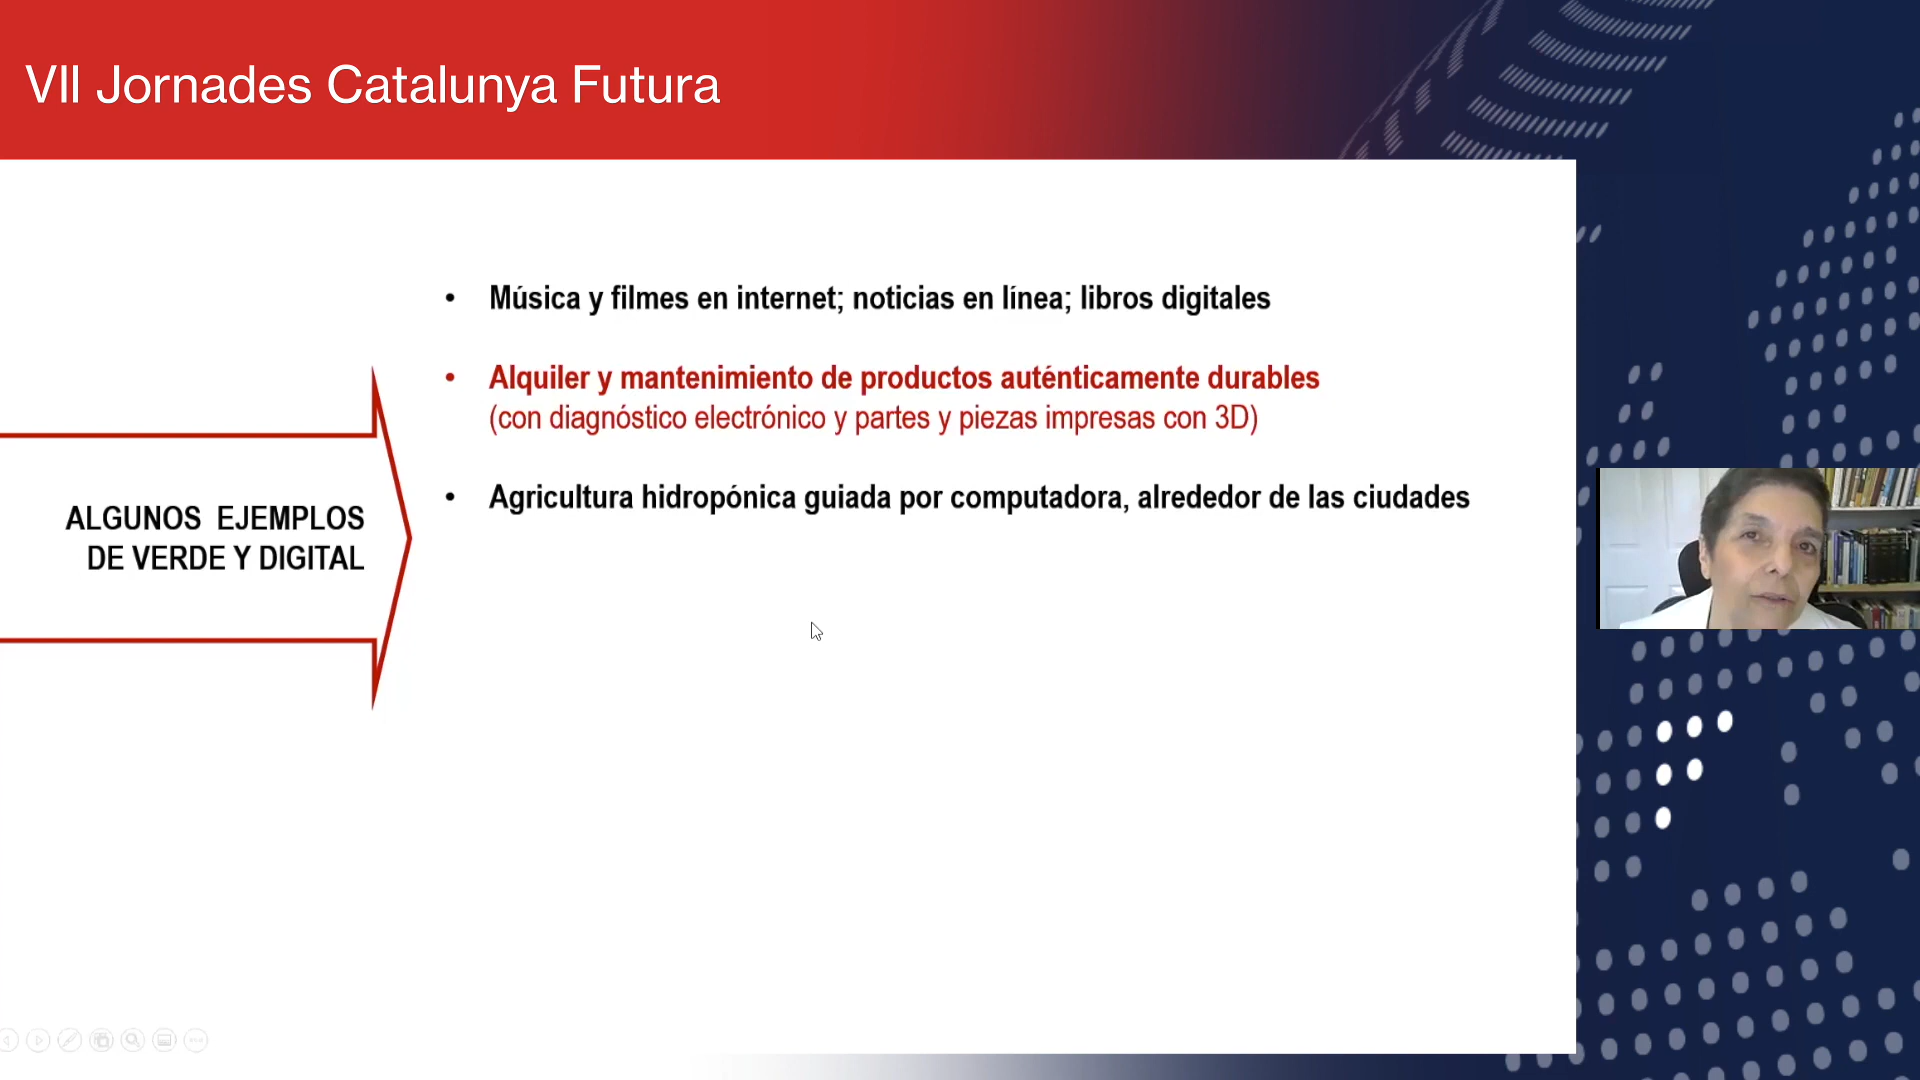 VII Jornades Catalunya Futura
• Música y filmes en internet; noticias en línea; libros digitales
• Alquiler y mantenimiento de productos auténticamente durables
(con diagnóstico electrónico y partes y piezas impresas con 3D)
• Agricultura hidropónica guiada por computadora, alrededor de las ciudades
ALGUNOS EJEMPLOS
DE VERDE Y DIGITAL